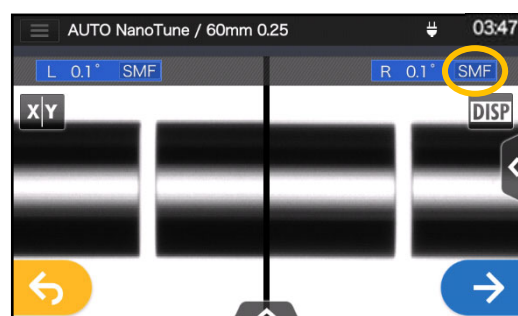 AUTO NanoTune / 60mm 0.25 03:47
L 0.1° SMF R 0.1° SMF
X|Y DISP